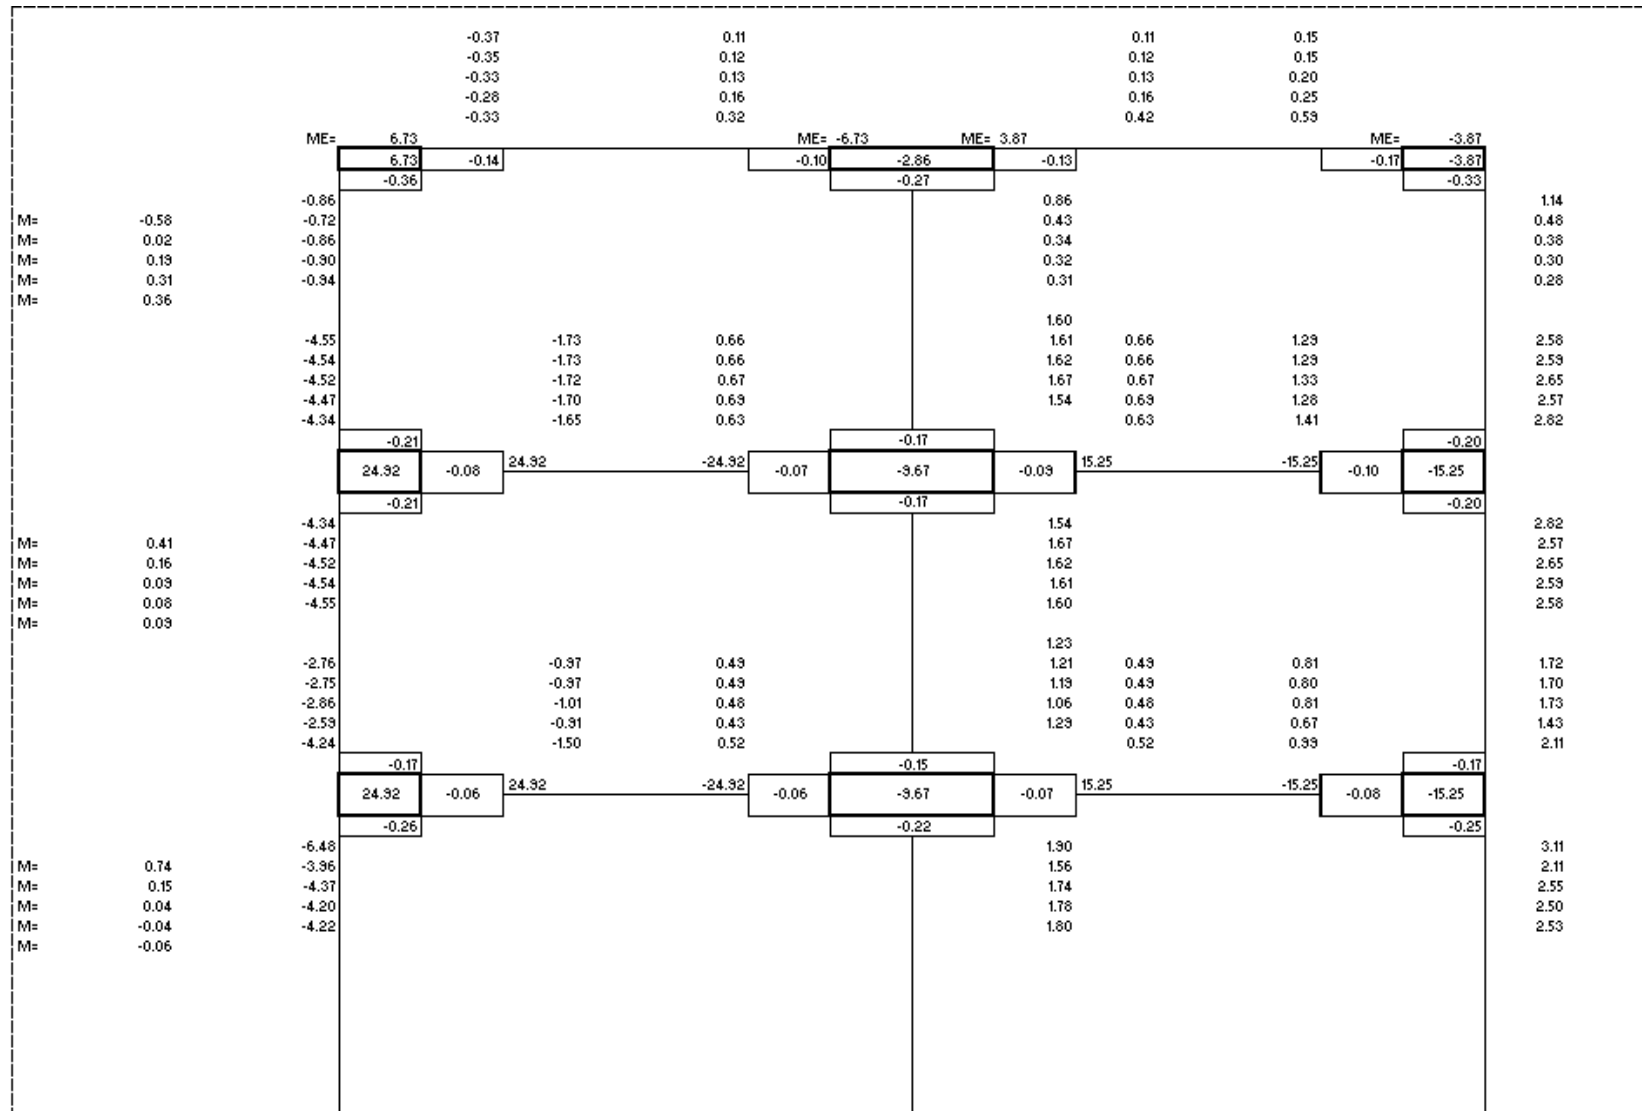 -0.37 0.11 0.11 0.15
-0.35 0.12 0.12 0.15
-0.33 0.13 0.13 0.20
-0.28 0.16 0.16 0.25
-0.33 0.32 0.42 0.59
ME= 6.73 ME= -6.73 ME= 3.87 ME= -3.87
6.73 -0.14 -0.10 -2.86 -0.13 -0.17 -3.87
-0.36 -0.27 -0.33
-0.86 0.86 1.14
M= -0.58 -0.72 0.43 0.48
M= 0.02 -0.86 0.34 0.38
M= 0.19 -0.90 0.32 0.30
M= 0.31 -0.94 0.31 0.28
M= 0.36
1.60
-4.55 -1.73 0.66 1.61 0.66 1.29 2.58
-4.54 -1.73 0.66 1.62 0.66 1.29 2.59
-4.52 -1.72 0.67 1.67 0.67 1.33 2.65
-4.47 -1.70 0.69 1.54 0.69 1.28 2.57
-4.34 -1.65 0.63 0.63 1.41 2.82
-0.21 -0.17 -0.20
24.92 -0.08 24.92 -24.92 -0.07 -9.67 -0.09 15.25 -15.25 -0.10 -15.25
-0.21 -0.17 -0.20
-4.34 1.54 2.82
M= 0.41 -4.47 1.67 2.57
M= 0.16 -4.52 1.62 2.65
M= 0.09 -4.54 1.61 2.59
M= 0.08 -4.55 1.60 2.58
M= 0.09
1.23
-2.76 -0.97 0.49 1.21 0.49 0.81 1.72
-2.75 -0.97 0.49 1.19 0.49 0.80 1.70
-2.86 -1.01 0.48 1.06 0.48 0.81 1.73
-2.59 -0.91 0.43 1.29 0.43 0.67 1.43
-4.24 -1.50 0.52 0.52 0.99 2.11
-0.17 -0.15 -0.17
24.92 -0.06 24.92 -24.92 -0.06 -9.67 -0.07 15.25 -15.25 -0.08 -15.25
-0.26 -0.22 -0.25
-6.48 1.90 3.11
M= 0.74 -3.96 1.56 2.11
M= 0.15 -4.37 1.74 2.55
M= 0.04 -4.20 1.78 2.50
M= -0.04 -4.22 1.80 2.53
M= -0.06